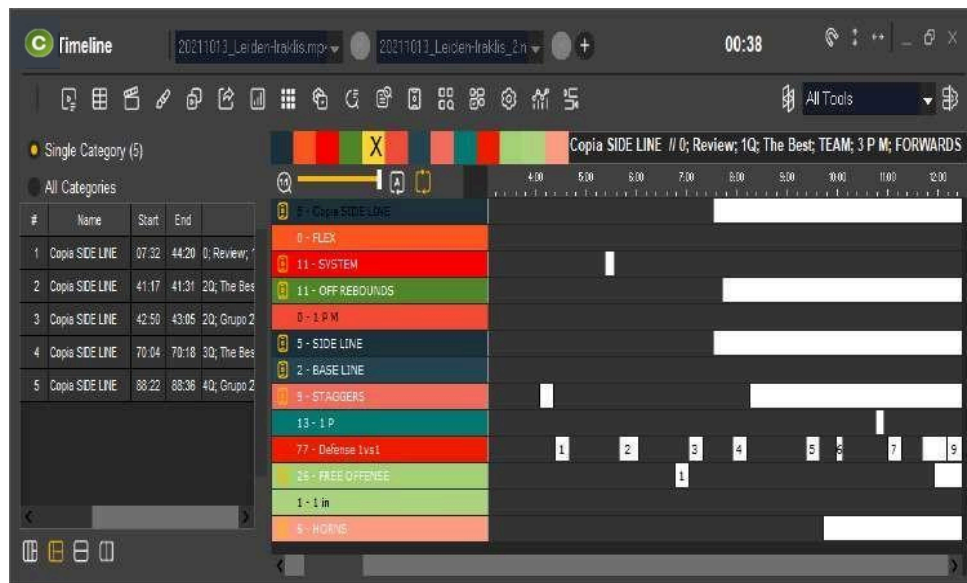 C Timeline 20211013_Leiden-Iraklis.mp 20211013_Leiden-Iraklis_2.n + 00:38
All Tools
Single Category (5)
All Categories
# Name Start End
1 Copia SIDE LINE 07:32 44:20 0; Review; 1
2 Copia SIDE LINE 41:17 41:31 2Q; The Bes
3 Copia SIDE LINE 42:50 43:05 2Q; Grupo 2
4 Copia SIDE LINE 70:04 70:18 3Q; The Bes
5 Copia SIDE LINE 88:22 88:36 4Q; Grupo 2
X Copia SIDE LINE // 0; Review; 1Q; The Best; TEAM; 3 P M; FORWARDS
A 4:00 5:00 6:00 7:00 8:00 9:00 10:00 11:00 12:00
5 - Copia SIDE LINE
0 - FLEX
11 - SYSTEM
11 - OFF REBOUNDS
0 - 1 P M
5 - SIDE LINE
2 - BASE LINE
9 - STAGGERS
13 - 1 P
77 - Defense 1vs1 1 2 3 4 5 6 7 9
26 - FREE OFFENSE 1
1 - 1 in
6 - HORNS